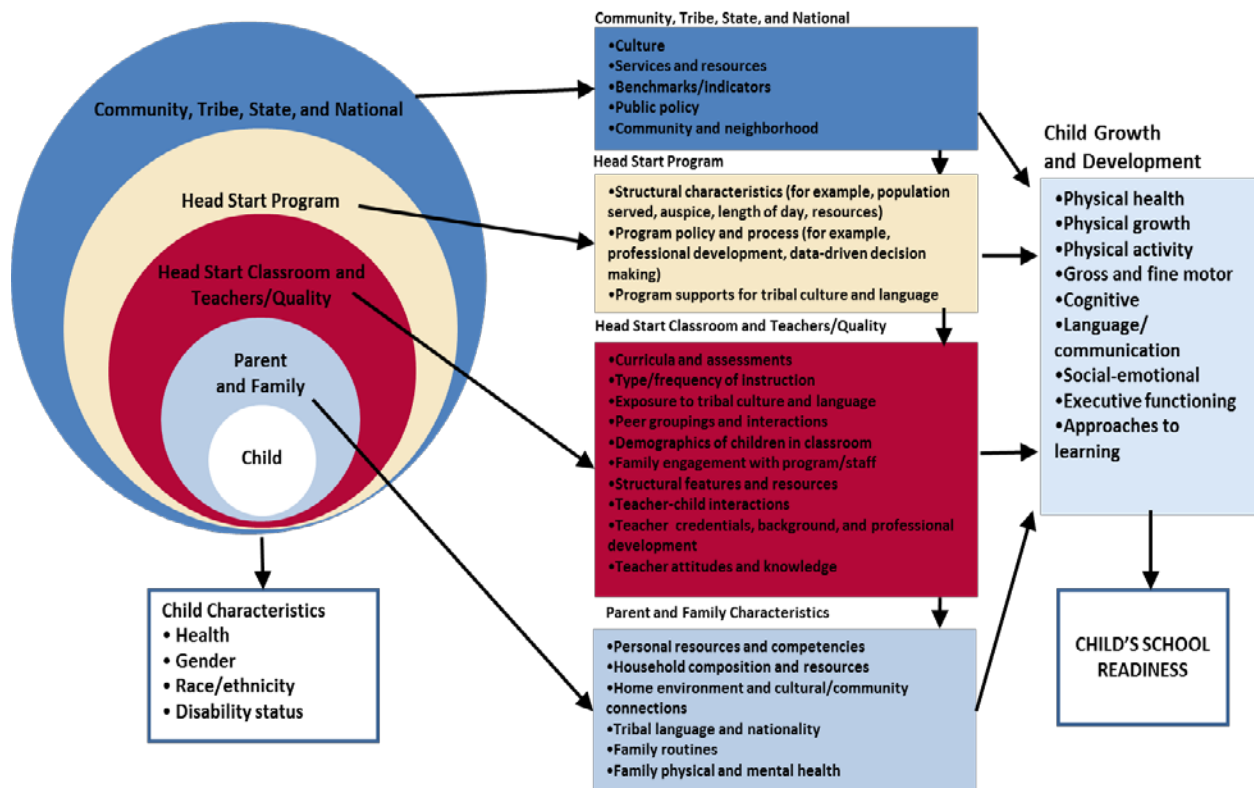 Community, Tribe, State, and National
Head Start Program
Head Start Classroom and
Teachers/Quality
Parent
and Family
Child
Child Characteristics
• Health
• Gender
• Race/ethnicity
• Disability status
Community, Tribe, State, and National
•Culture
•Services and resources
•Benchmarks/Indicators
•Public policy
•Community and neighborhood
Head Start Program
•Structural characteristics (for example, population
served, auspice, length of day, resources)
•Program policy and process (for example,
professional development, data-driven decision
making)
•Program supports for tribal culture and language
Head Start Classroom and Teachers/Quality
•Curricula and assessments
•Type/frequency of instruction
•Exposure to tribal culture and language
•Peer groupings and interactions
•Demographics of children in classroom
•Family engagement with program/staff
•Structural features and resources
•Teacher-child interactions
•Teacher credentials, background, and professional
development
•Teacher attitudes and knowledge
Parent and Family Characteristics
•Personal resources and competencies
•Household composition and resources
•Home environment and cultural/community
connections
•Tribal language and nationality
•Family routines
•Family physical and mental health
Child Growth
and Development
•Physical health
•Physical growth
•Physical activity
•Gross and fine motor
•Cognitive
•Language/
communication
•Social-emotional
•Executive functioning
•Approaches to
learning
CHILD'S SCHOOL
READINESS